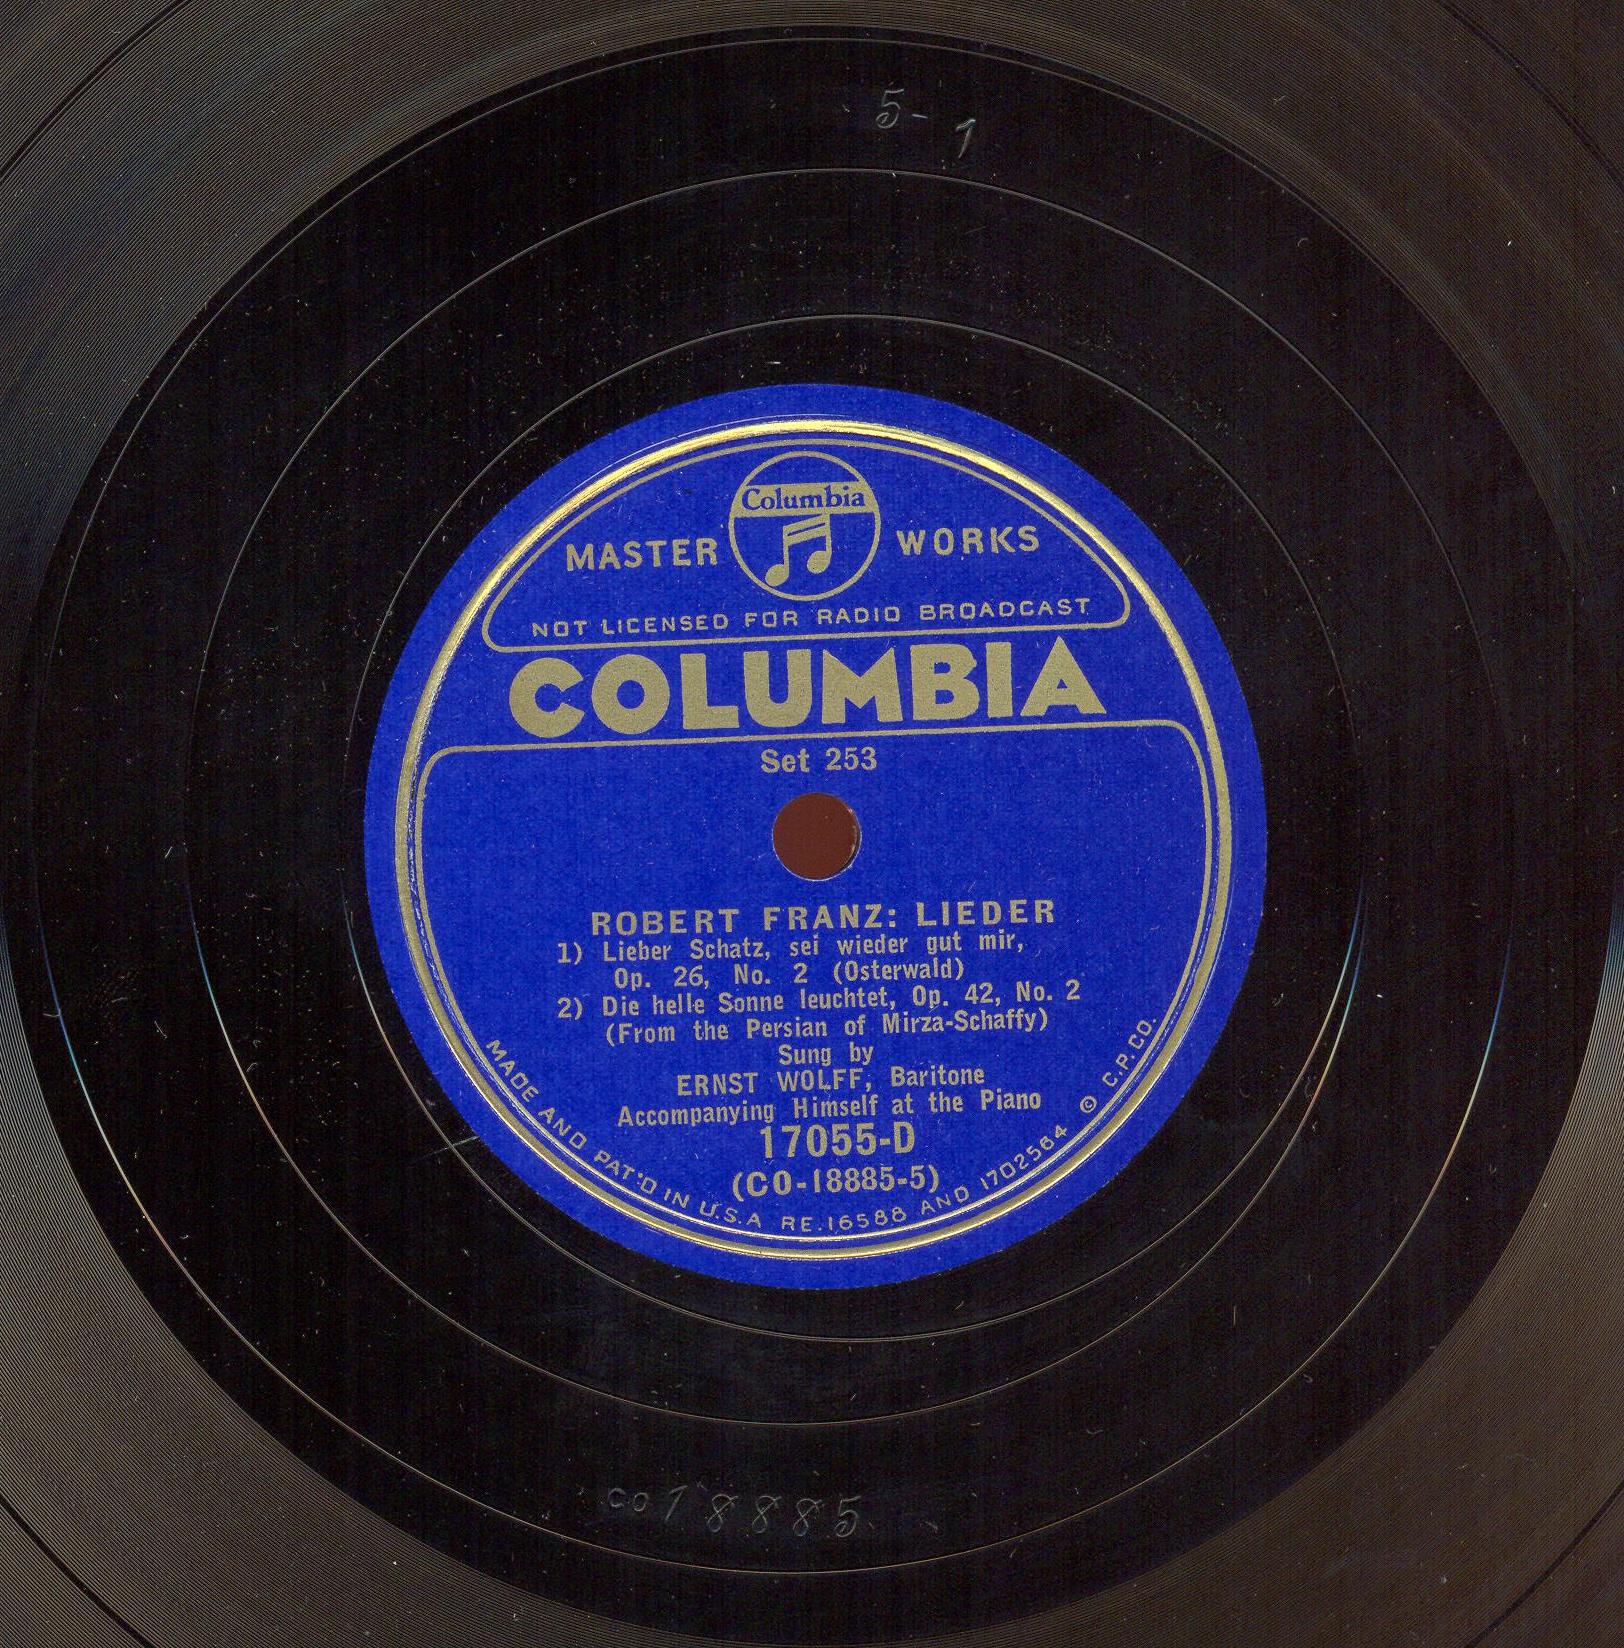 5- 1
Columbia
MASTER WORKS
NOT LICENSED FOR RADIO BROADCAST
COLUMBIA
Set 253
ROBERT FRANZ: LIEDER
1) Lieber Schatz, sei wieder gut mir,
Op. 26, No. 2 (Osterwald)
2) Die helle Sonne leuchtet, Op. 42, No. 2
(From the Persian of Mirza-Schaffy)
Sung by
ERNST WOLFF, Baritone
Accompanying Himself at the Piano
17055-D
(CO-18885-5)
MADE AND PAT'D IN U.S.A RE.16588 AND 1702564 © C.P.CO.
CO18885